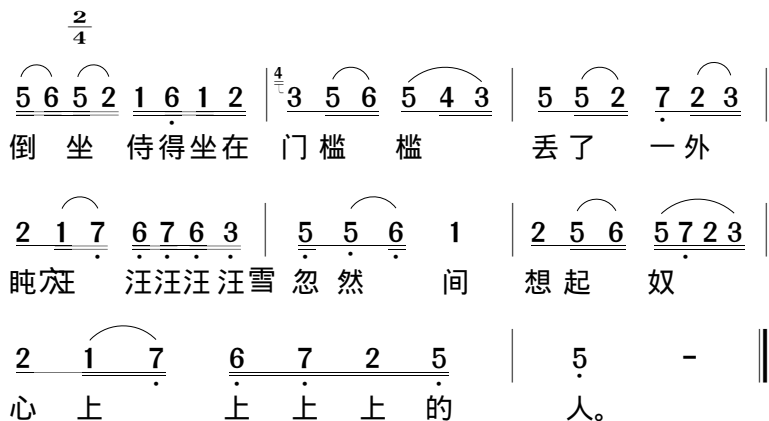 2
4
5 6 5 2 1 6 1 2 4 3 5 6 5 4 3 5 5 2 7 2 3
倒 坐 侍得坐在 门 槛 槛 丢 了 一 外
2 1 7 6 7 6 3 5 5 6 1 2 5 6 5 7 2 3
盹 穴汪 汪汪汪 汪雪 忽 然 间 想 起 奴
2 1 7 6 7 2 5 5 -
心 上 上 上 上 的 人。